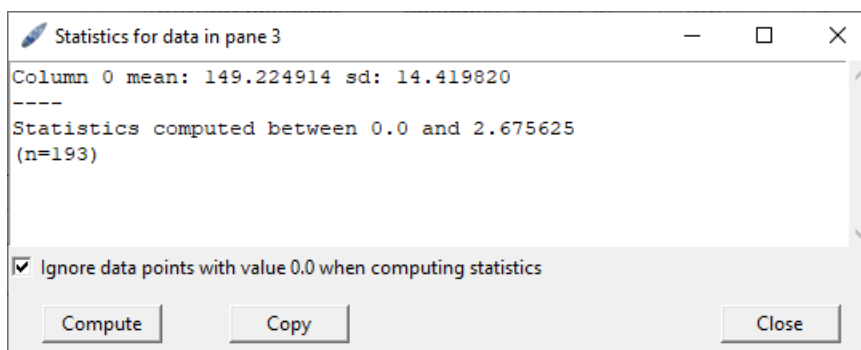 Statistics for data in pane 3
Column 0 mean: 149.224914 sd: 14.419820
----
Statistics computed between 0.0 and 2.675625
(n=193)
Ignore data points with value 0.0 when computing statistics
Compute Copy Close